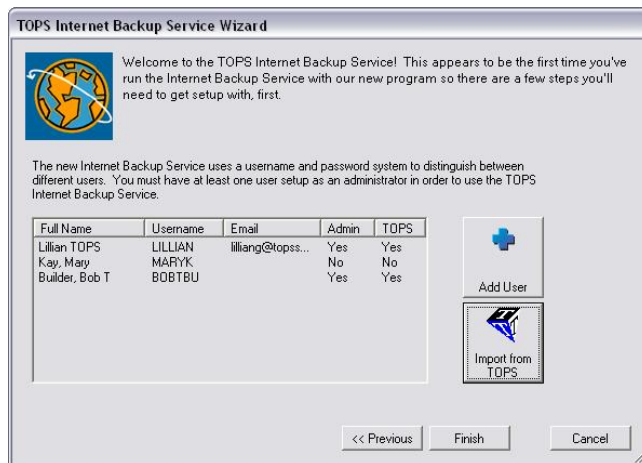 TOPS Internet Backup Service Wizard
Welcome to the TOPS Internet Backup Service! This appears to be the first time you've
run the Internet Backup Service with our new program so there are a few steps you'll
need to get setup with, first.
The new Internet Backup Service uses a username and password system to distinguish between
different users. You must have at least one user setup as an administrator in order to use the TOPS
Internet Backup Service.
Full Name Username Email Admin TOPS
Lillian TOPS LILLIAN lilliang@topss... Yes Yes
Kay, Mary MARYK No No
Builder, Bob T BOBTBU Yes Yes
Add User
Import from
TOPS
<< Previous Finish Cancel